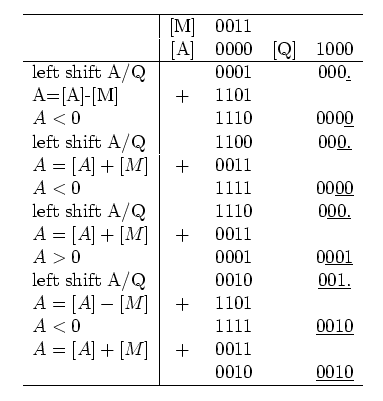 [M] 0011
[A] 0000 [Q] 1000
left shift A/Q 0001 000.
A=[A]-[M] + 1101
A < 0 1110 0000
left shift A/Q 1100 000.
A = [A] + [M] + 0011
A < 0 1111 0000
left shift A/Q 1110 000.
A = [A] + [M] + 0011
A > 0 0001 0001
left shift A/Q 0010 001.
A = [A] − [M] + 1101
A < 0 1111 0010
A = [A] + [M] + 0011
0010 0010